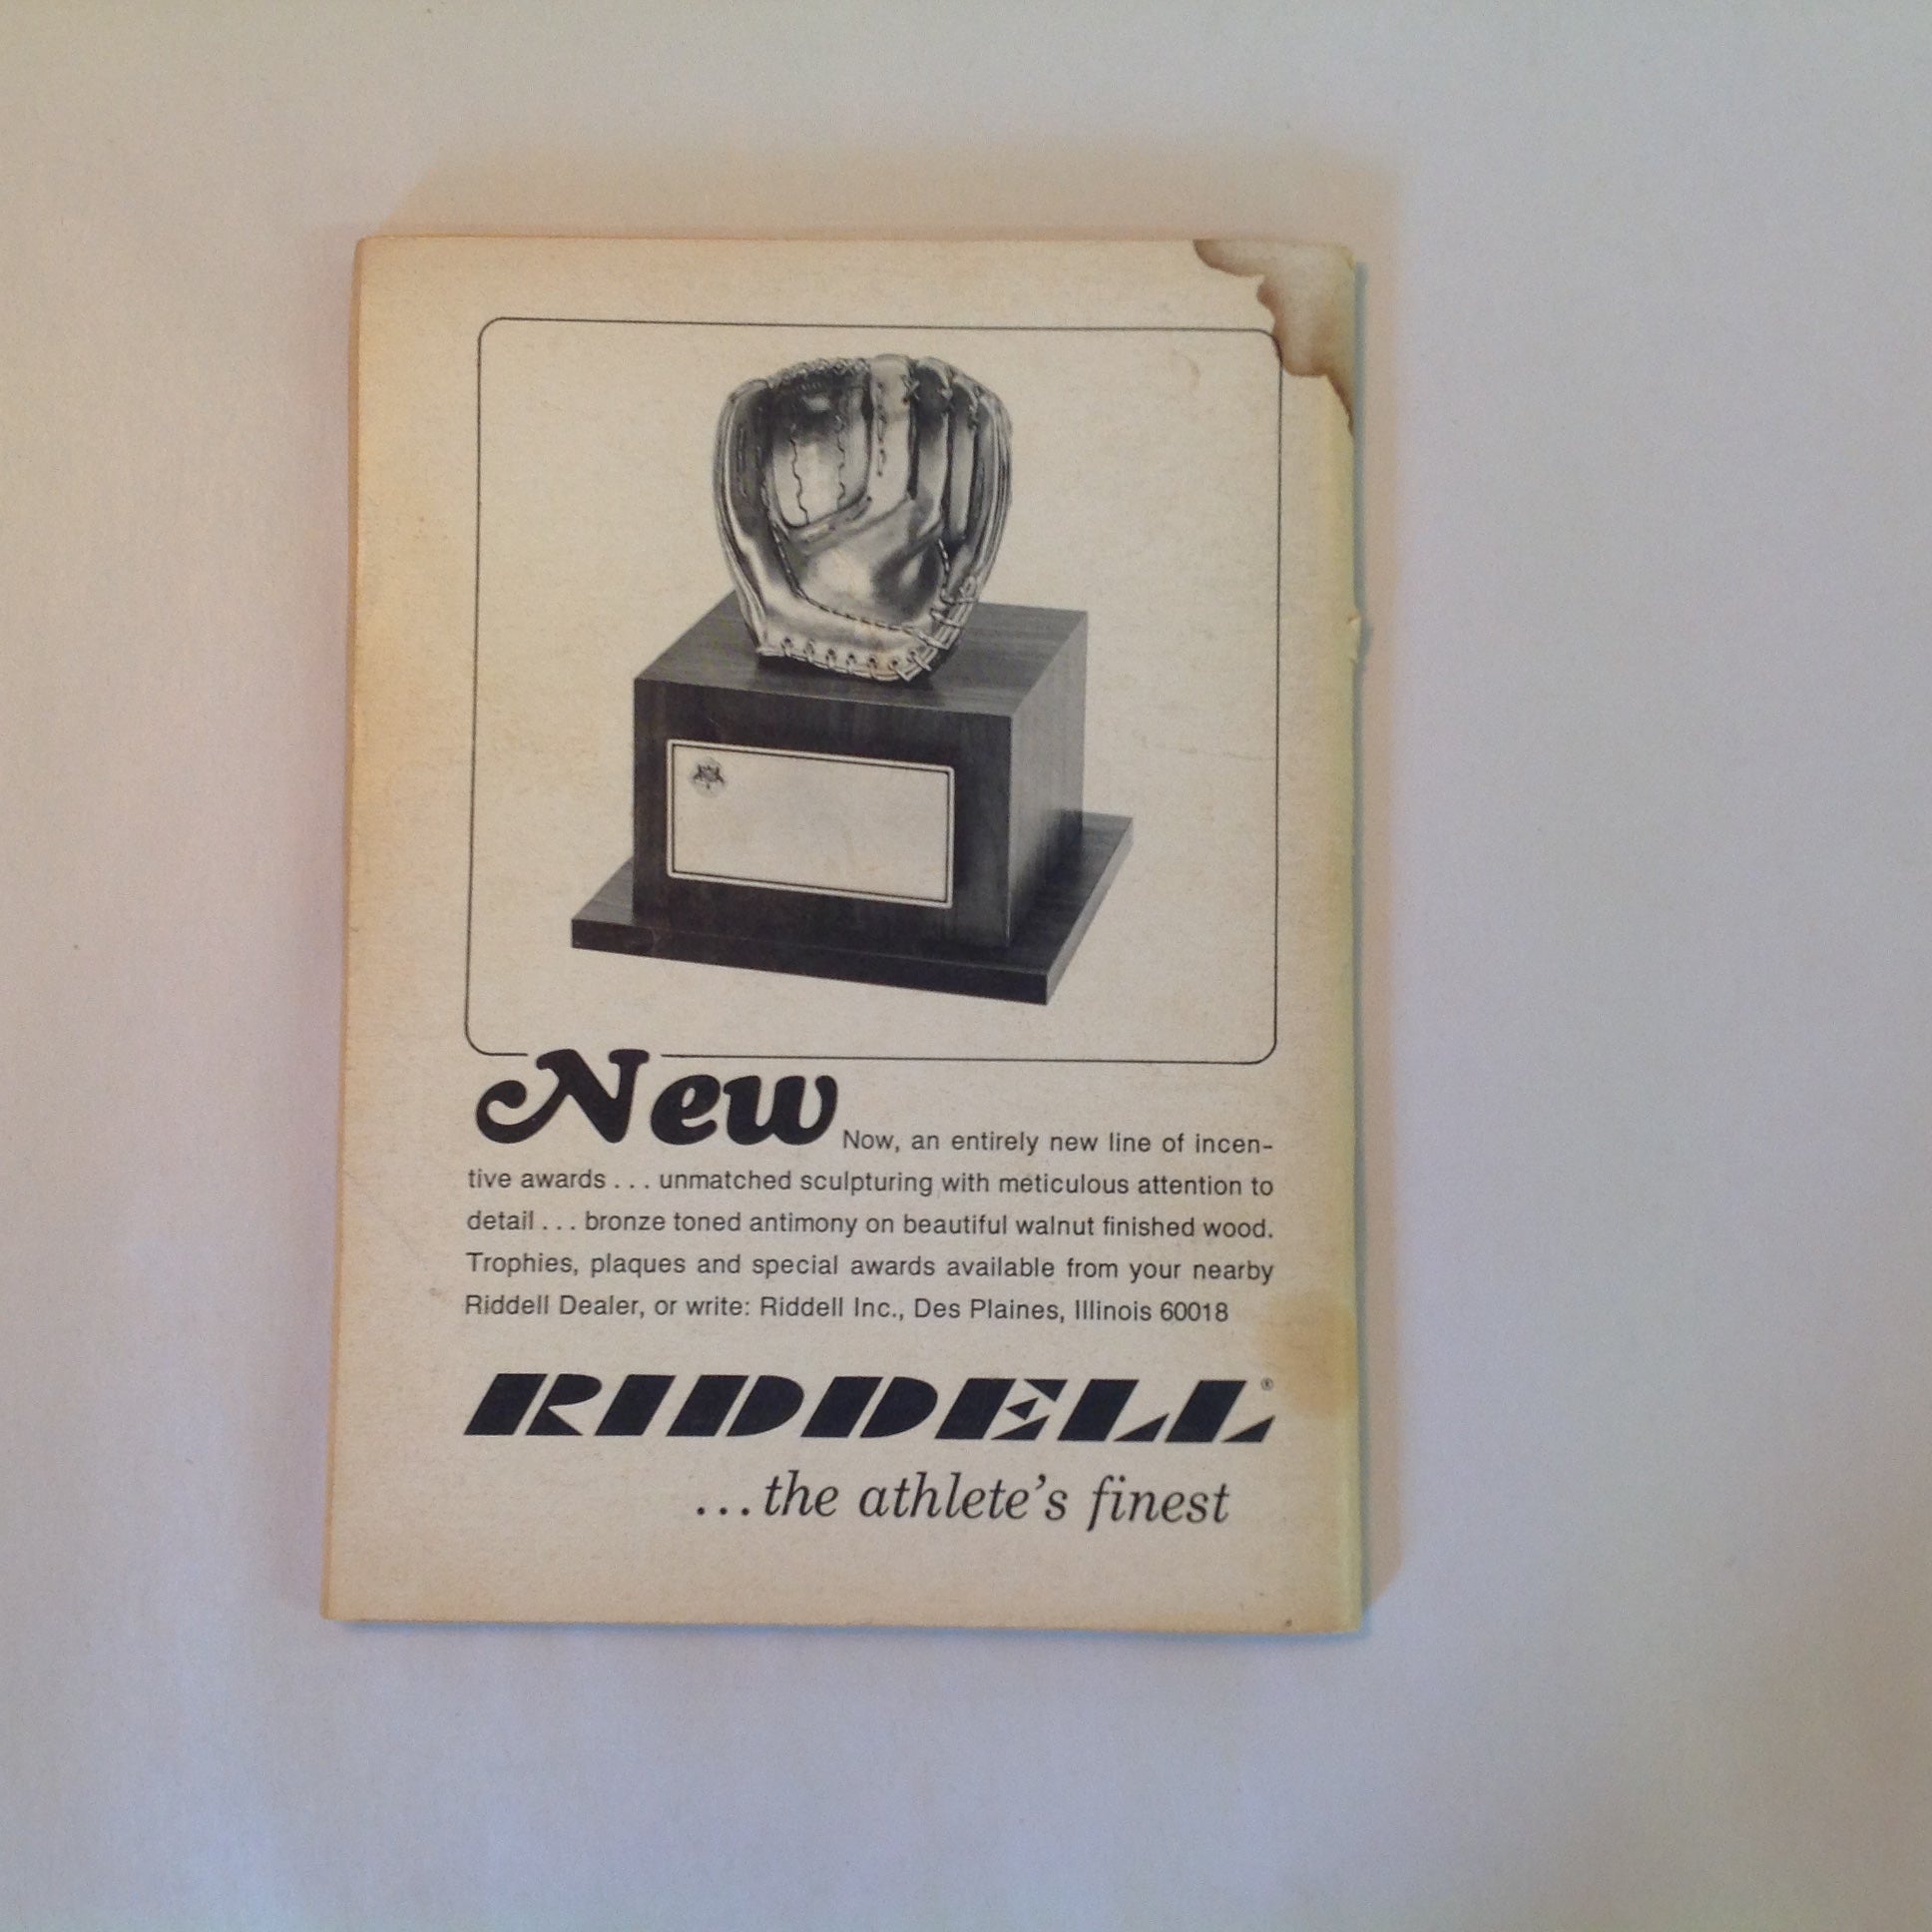 New Now, an entirely new line of incen-
tive awards . . . unmatched sculpturing with meticulous attention to
detail . . . bronze toned antimony on beautiful walnut finished wood.
Trophies, plaques and special awards available from your nearby
Riddell Dealer, or write: Riddell Inc., Des Plaines, Illinois 60018
RIDDELL®
...the athlete's finest